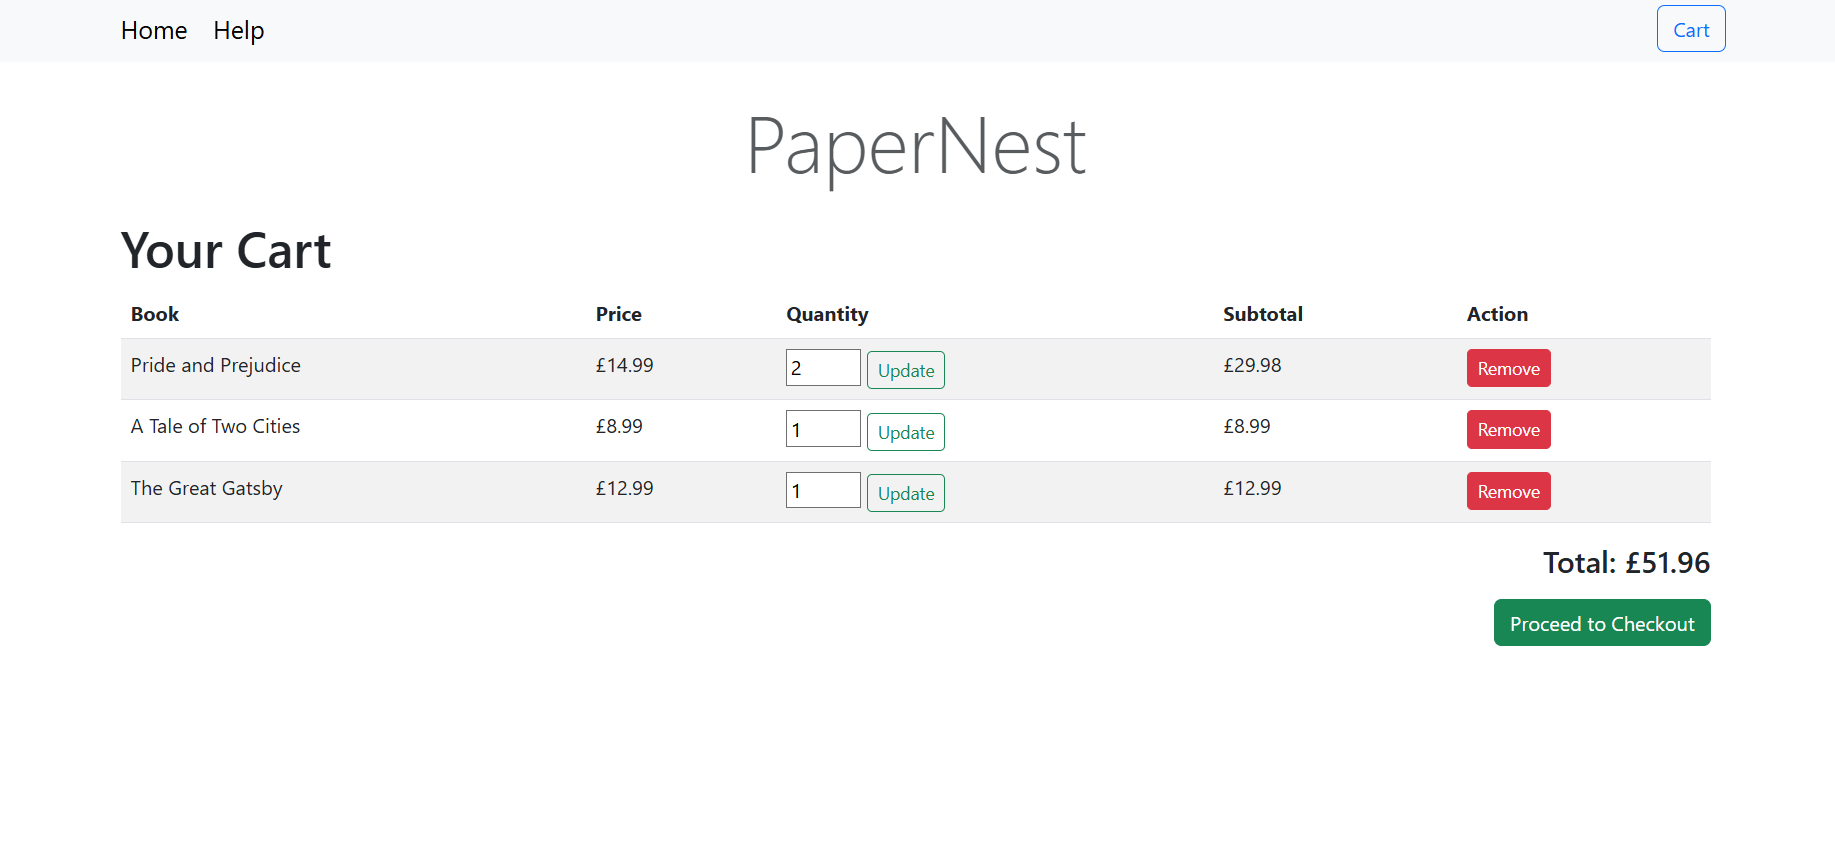 Home Help Cart
PaperNest
Your Cart
Book Price Quantity Subtotal Action
Pride and Prejudice £14.99 2 Update £29.98 Remove
A Tale of Two Cities £8.99 1 Update £8.99 Remove
The Great Gatsby £12.99 1 Update £12.99 Remove
Total: £51.96
Proceed to Checkout